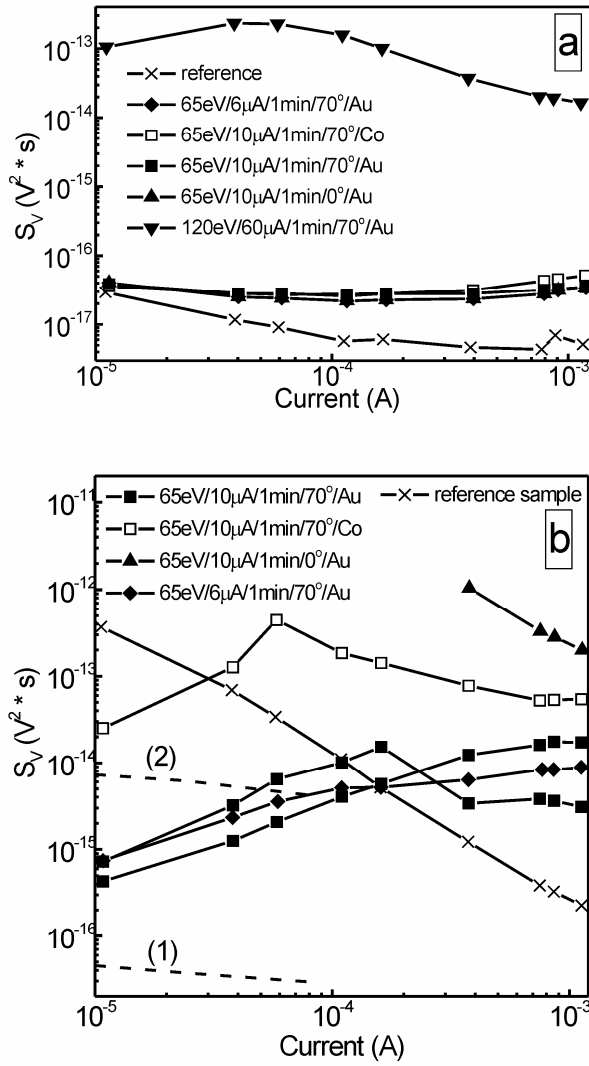 10⁻¹³
10⁻¹⁴
10⁻¹⁵
10⁻¹⁶
10⁻¹⁷
S_V (V² * s)
a
reference
65eV/6μA/1min/70°/Au
65eV/10μA/1min/70°/Co
65eV/10μA/1min/70°/Au
65eV/10μA/1min/0°/Au
120eV/60μA/1min/70°/Au
10⁻⁵
10⁻⁴
10⁻³
Current (A)
10⁻¹¹
10⁻¹²
10⁻¹³
10⁻¹⁴
10⁻¹⁵
10⁻¹⁶
S_V (V² * s)
65eV/10μA/1min/70°/Au
65eV/10μA/1min/70°/Co
65eV/10μA/1min/0°/Au
65eV/6μA/1min/70°/Au
reference sample
b
(2)
(1)
10⁻⁵
10⁻⁴
10⁻³
Current (A)